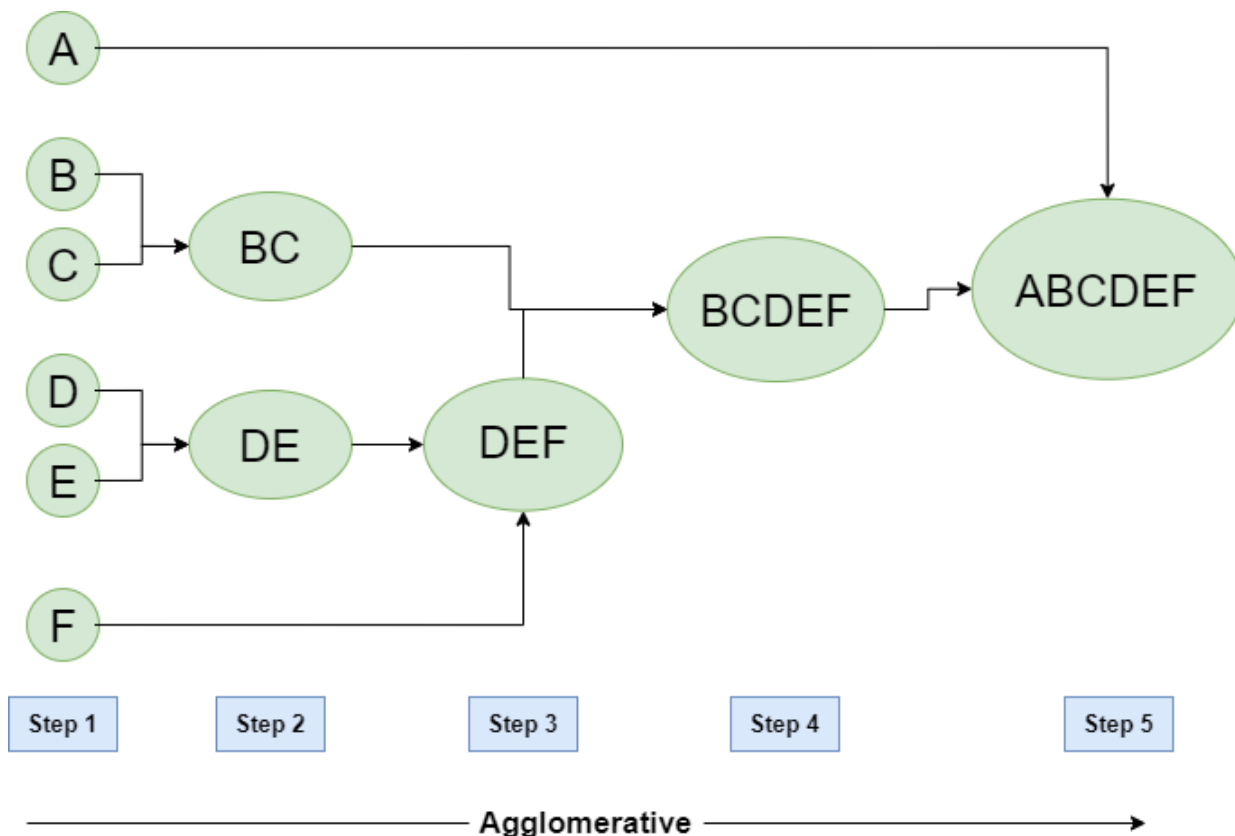 A
B
C
BC
BCDEF
ABCDEF
D
E
DE
DEF
F
Step 1
Step 2
Step 3
Step 4
Step 5
Agglomerative